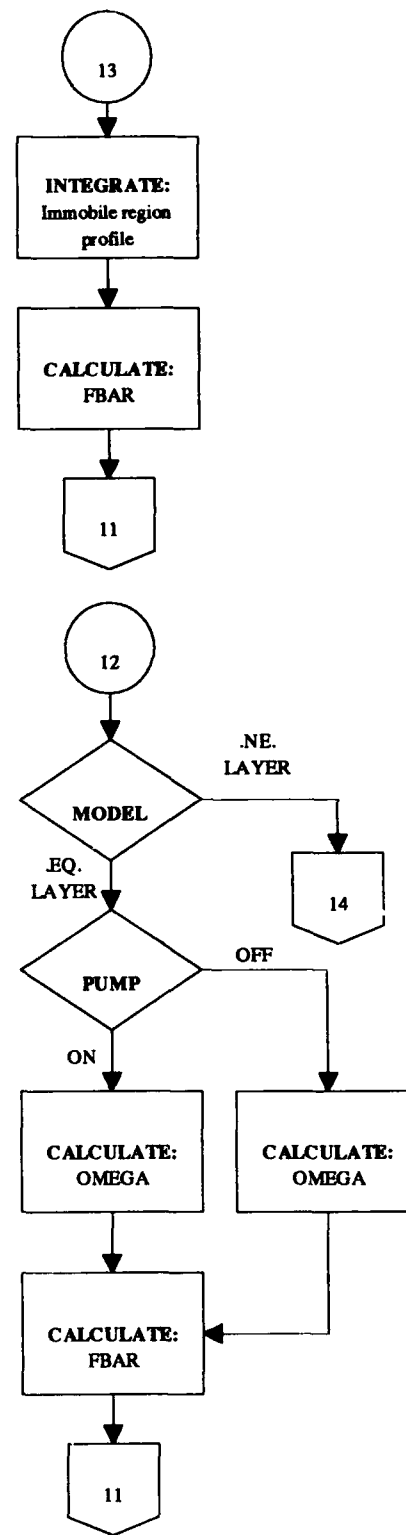 13
INTEGRATE:
Immobile region
profile
CALCULATE:
FBAR
11
12
.NE.
LAYER
MODEL
.EQ.
LAYER
14
PUMP
OFF
ON
CALCULATE:
OMEGA
CALCULATE:
OMEGA
CALCULATE:
FBAR
11